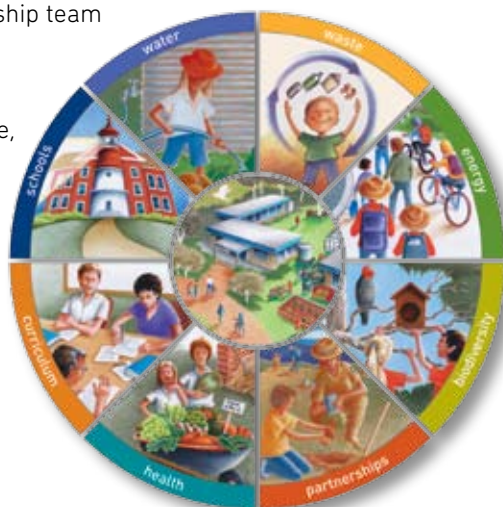 ship team
e,
water
waste
energy
biodiversity
partnerships
health
curriculum
schools